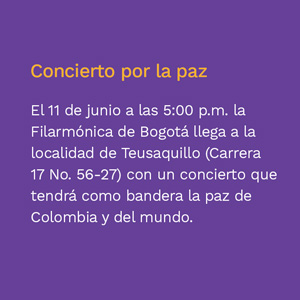 Concierto por la paz
El 11 de junio a las 5:00 p.m. la
Filarmónica de Bogotá llega a la
localidad de Teusaquillo (Carrera
17 No. 56-27) con un concierto que
tendrá como bandera la paz de
Colombia y del mundo.